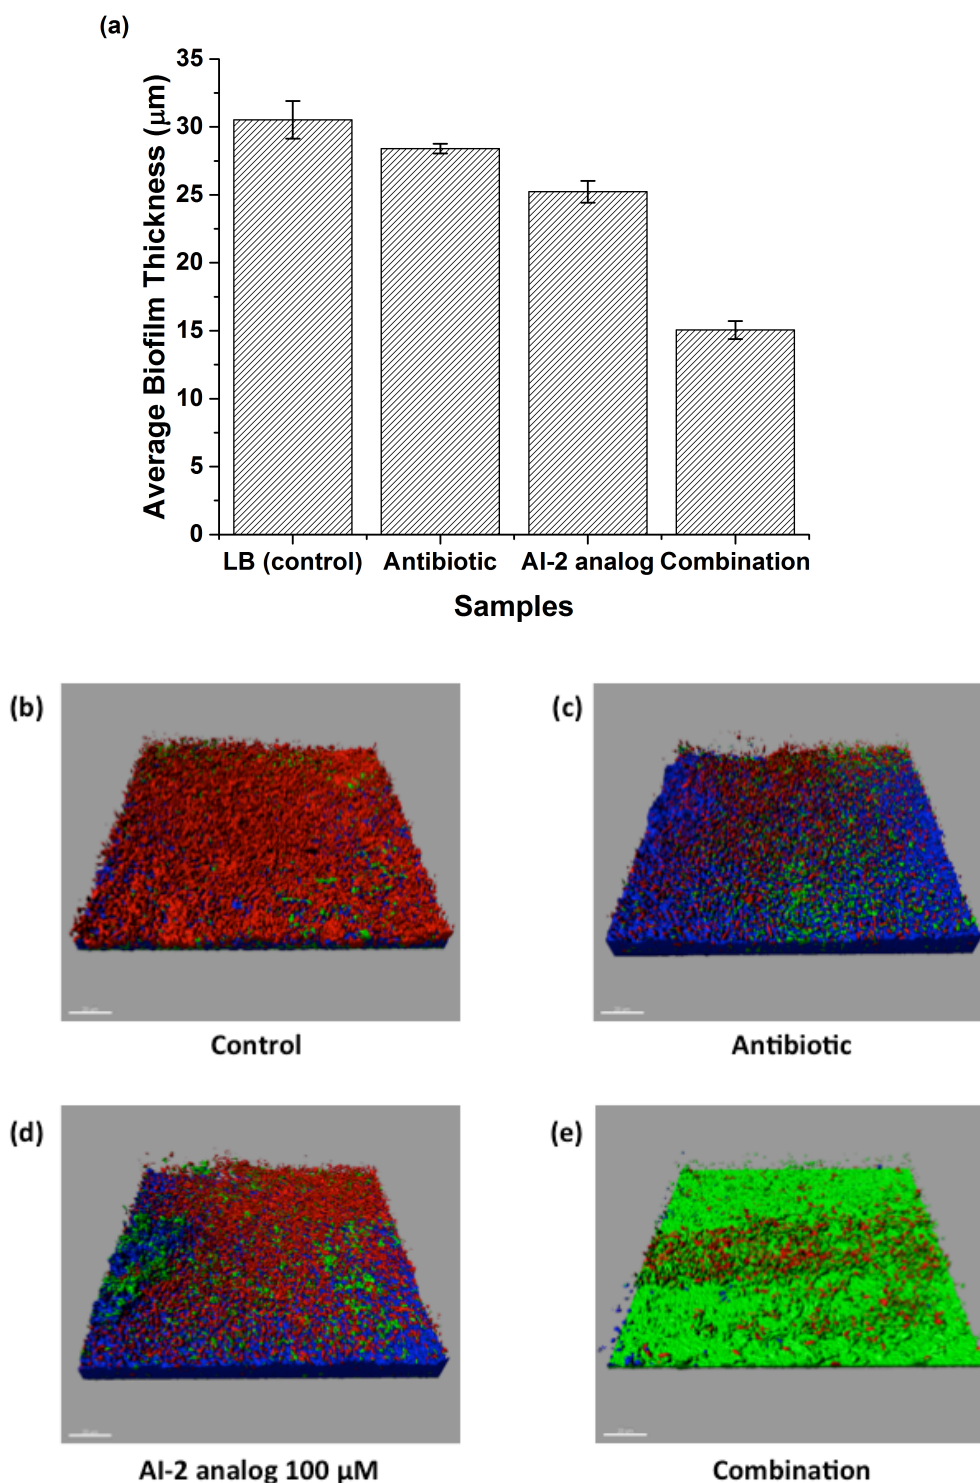 (a)
35
30
25
20
15
10
5
0
Average Biofilm Thickness (μm)
LB (control) Antibiotic AI-2 analog Combination
Samples
(b)
(c)
Control
Antibiotic
(d)
(e)
AI-2 analog 100 μM
Combination